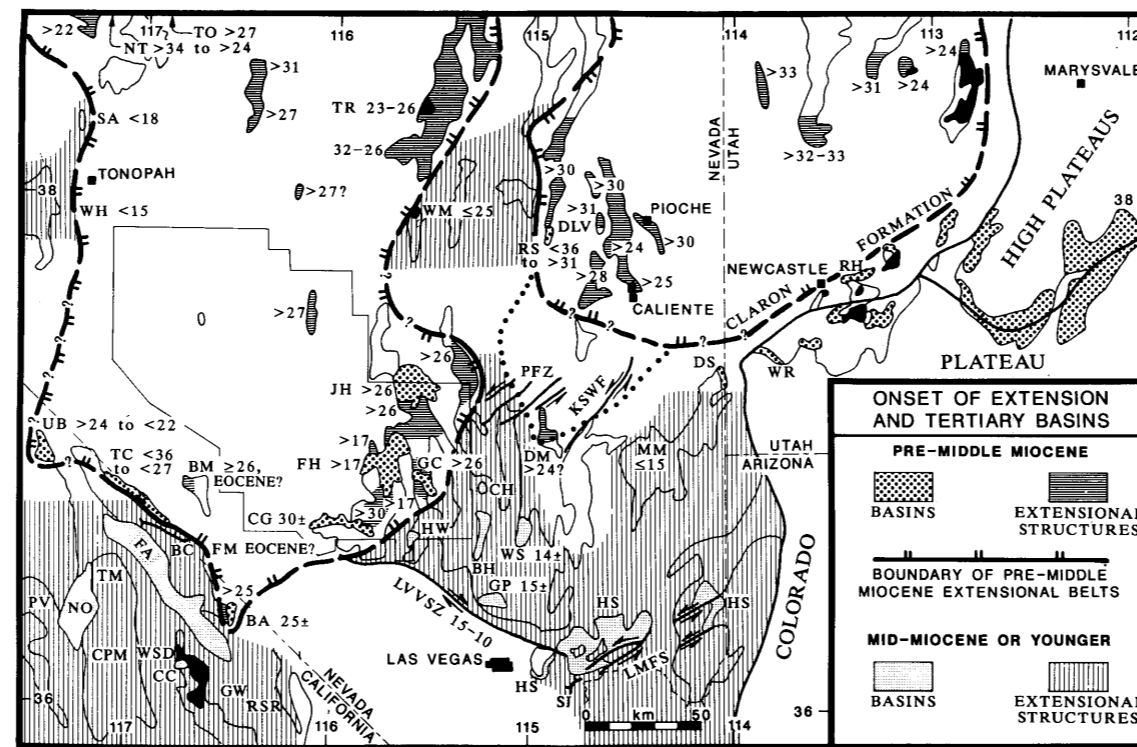 117
TO >27
>22
NT >34 to >24
116
115
114
113
112
>31
>27
SA <18
TR 23-26
>33
>31
>24
>24
MARYSVALE
32-26
>32-33
NEVADA
UTAH
TONOPAH
38
>27?
WH <15
WM ≤25
>30
>30
>31
DLV
PIOCHE
>30
RS <36
to >31
>24
>28
>25
CALIENTE
HIGH PLATEAUS
38
FORMATION
CLARON
NEWCASTLE
RH
>27
?
?
?
?
?
?
?
?
PLATEAU
>26
JH >26
>26
PFZ
KSWF
DS
WR
UB >24 to <22
TC <36
to <27
BM ≥26,
EOCENE?
>17
FH >17
GC >26
DM
>24?
MM
≤15
UTAH
ARIZONA
CH
>17
>30
CG 30±
HW
WS 14±
BC
FM EOCENE?
FA
BH
GP 15±
TM
PV
NO
>25
BA 25±
LVVSZ 15-10
HS
HS
COLORADO
CPM
WSD
CC
LAS VEGAS
LMFS
HS
SI
GW
RSR
NEVADA
CALIFORNIA
36
117
116
115
114
36
0 km 50
ONSET OF EXTENSION
AND TERTIARY BASINS
PRE-MIDDLE MIOCENE
BASINS
EXTENSIONAL
STRUCTURES
BOUNDARY OF PRE-MIDDLE
MIOCENE EXTENSIONAL BELTS
MID-MIOCENE OR YOUNGER
BASINS
EXTENSIONAL
STRUCTURES